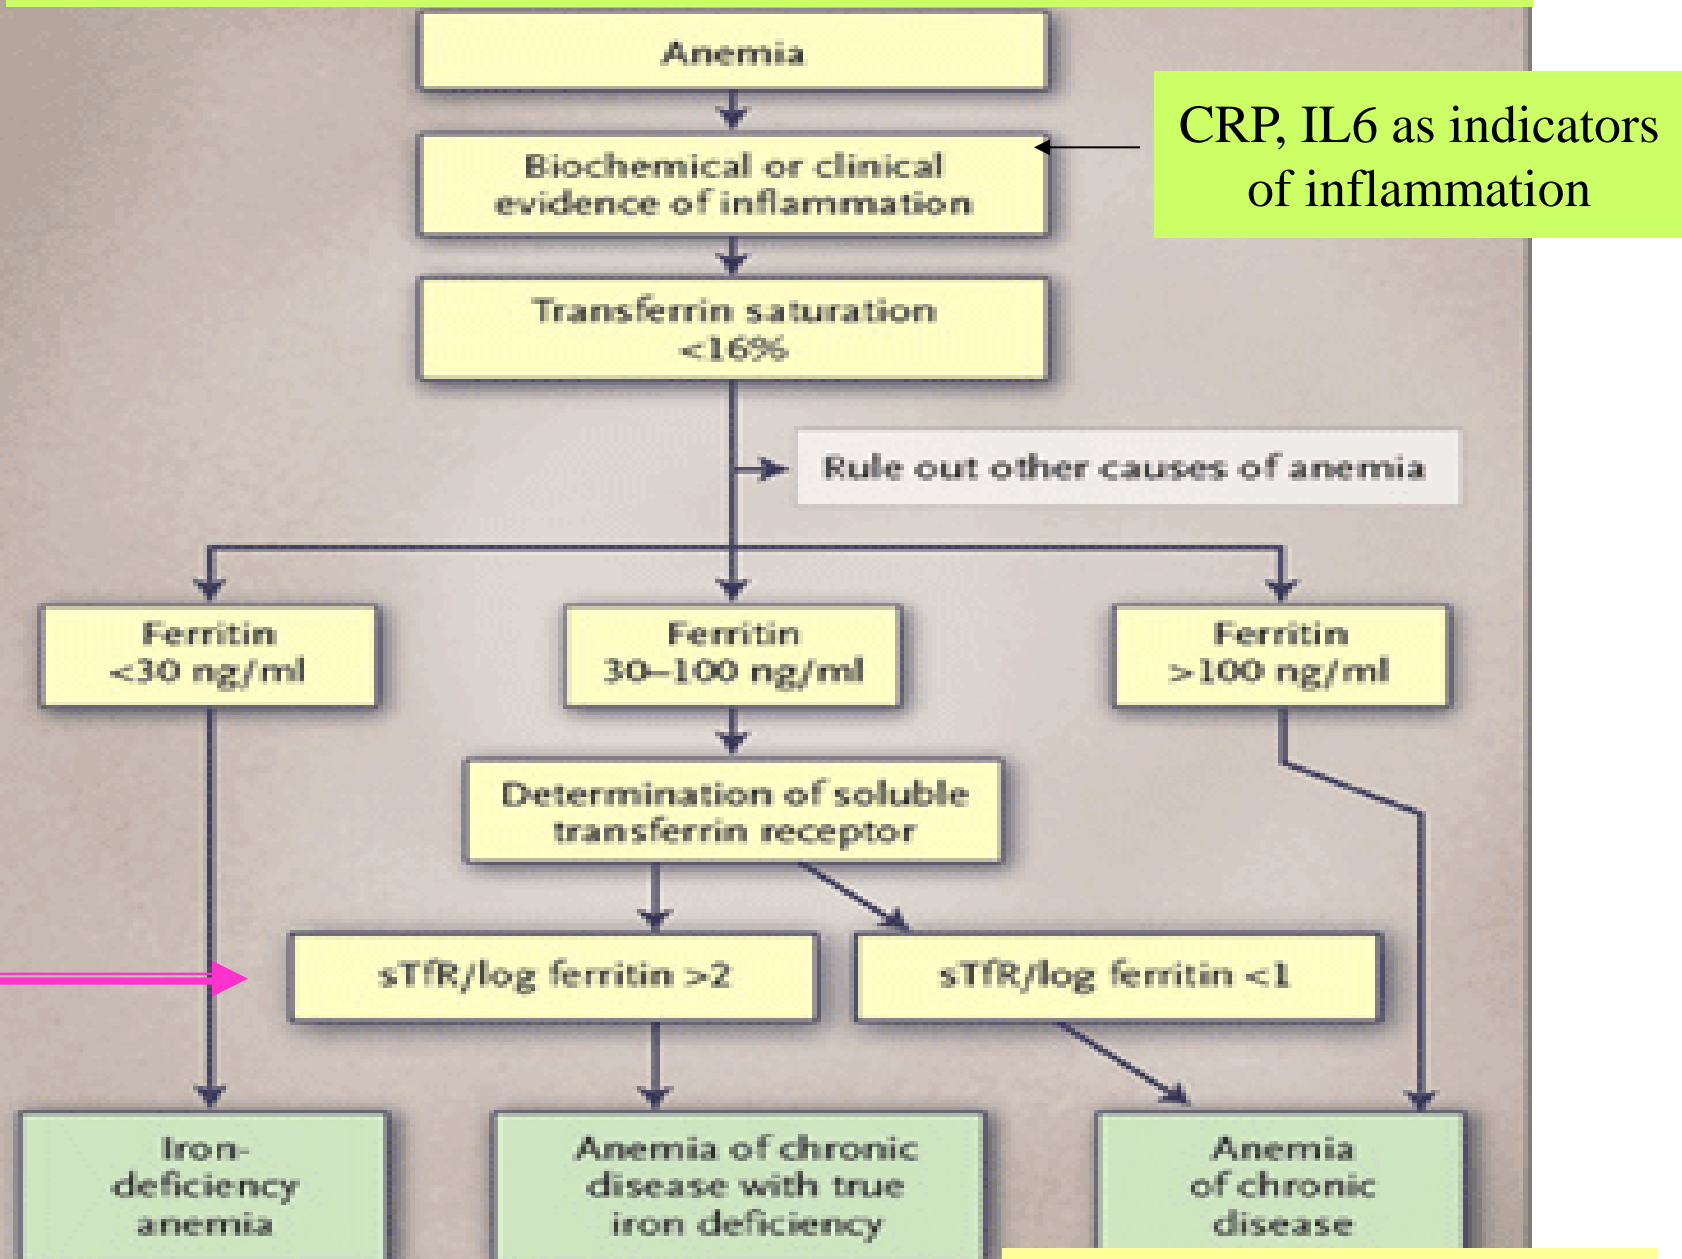 Anemia
CRP, IL6 as indicators
of inflammation
Biochemical or clinical
evidence of inflammation
Transferrin saturation
<16%
Rule out other causes of anemia
Ferritin
<30 ng/ml
Ferritin
30–100 ng/ml
Ferritin
>100 ng/ml
Determination of soluble
transferrin receptor
sTfR/log ferritin >2
sTfR/log ferritin <1
Iron-
deficiency
anemia
Anemia of chronic
disease with true
iron deficiency
Anemia
of chronic
disease